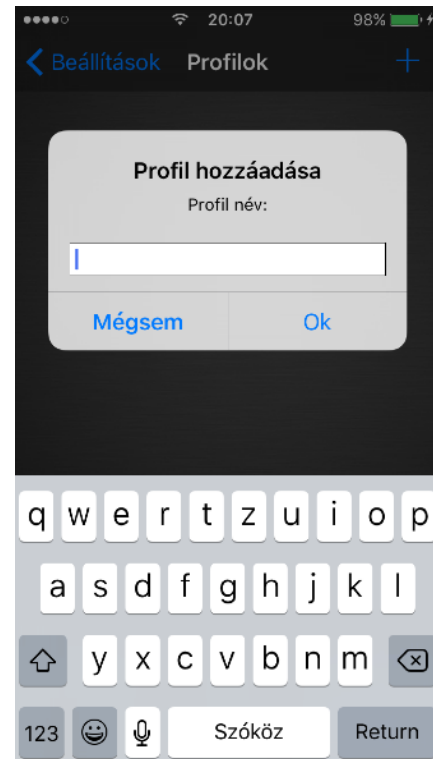 20:07 98%
Beállítások Profilok
Profil hozzáadása
Profil név:
Mégsem Ok
q w e r t z u i o p
a s d f g h j k l
y x c v b n m
123 Szóköz Return